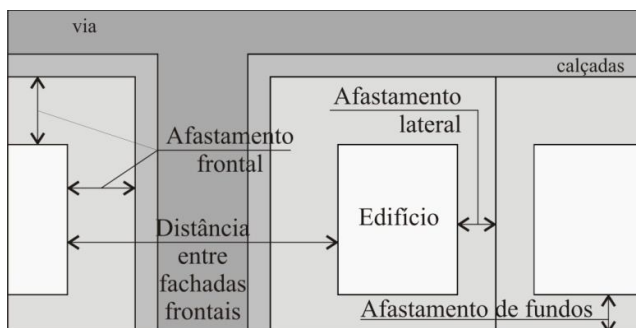 via
calçadas
Afastamento
frontal
Afastamento
lateral
Edifício
Distância
entre
fachadas
frontais
Afastamento de fundos